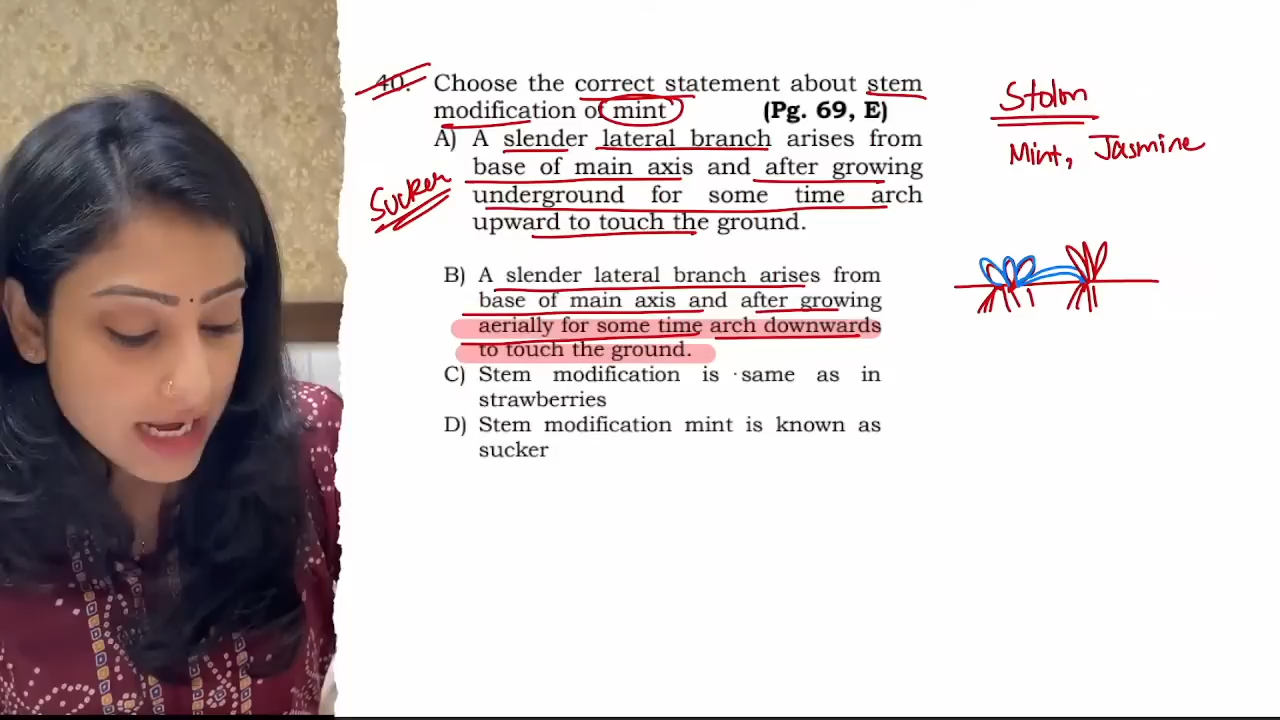 40. Choose the correct statement about stem
modification of mint (Pg. 69, E)
A) A slender lateral branch arises from
base of main axis and after growing
underground for some time arch
upward to touch the ground.
Sucker
B) A slender lateral branch arises from
base of main axis and after growing
aerially for some time arch downwards
to touch the ground.
C) Stem modification is same as in
strawberries
D) Stem modification mint is known as
sucker
Stolon
Mint, Jasmine